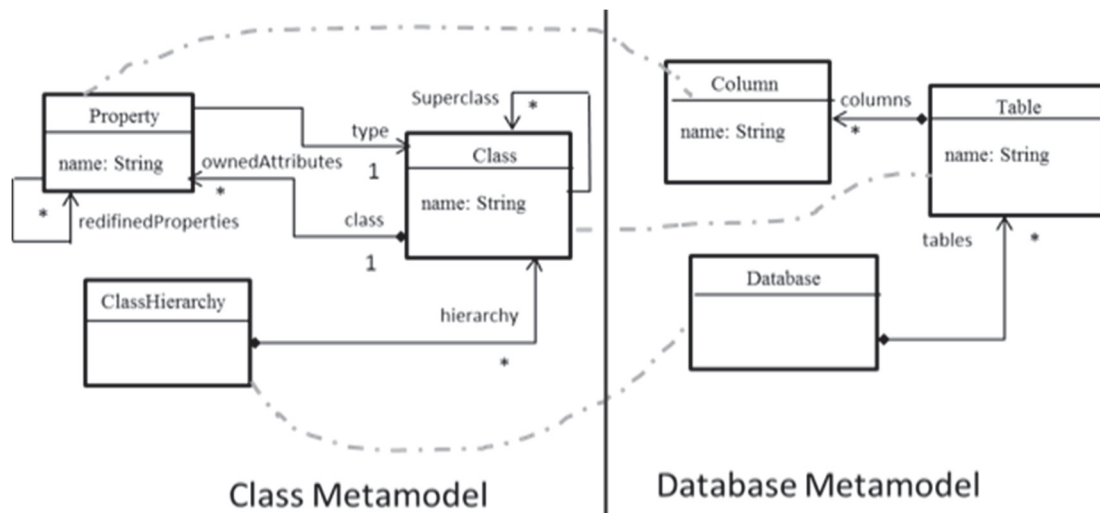 Property
name: String
*
redifinedProperties
type
1
ownedAttributes
*
class
1
Superclass
*
Class
name: String
ClassHierarchy
hierarchy
*
Class Metamodel
Column
name: String
columns
*
Table
name: String
tables
*
Database
Database Metamodel